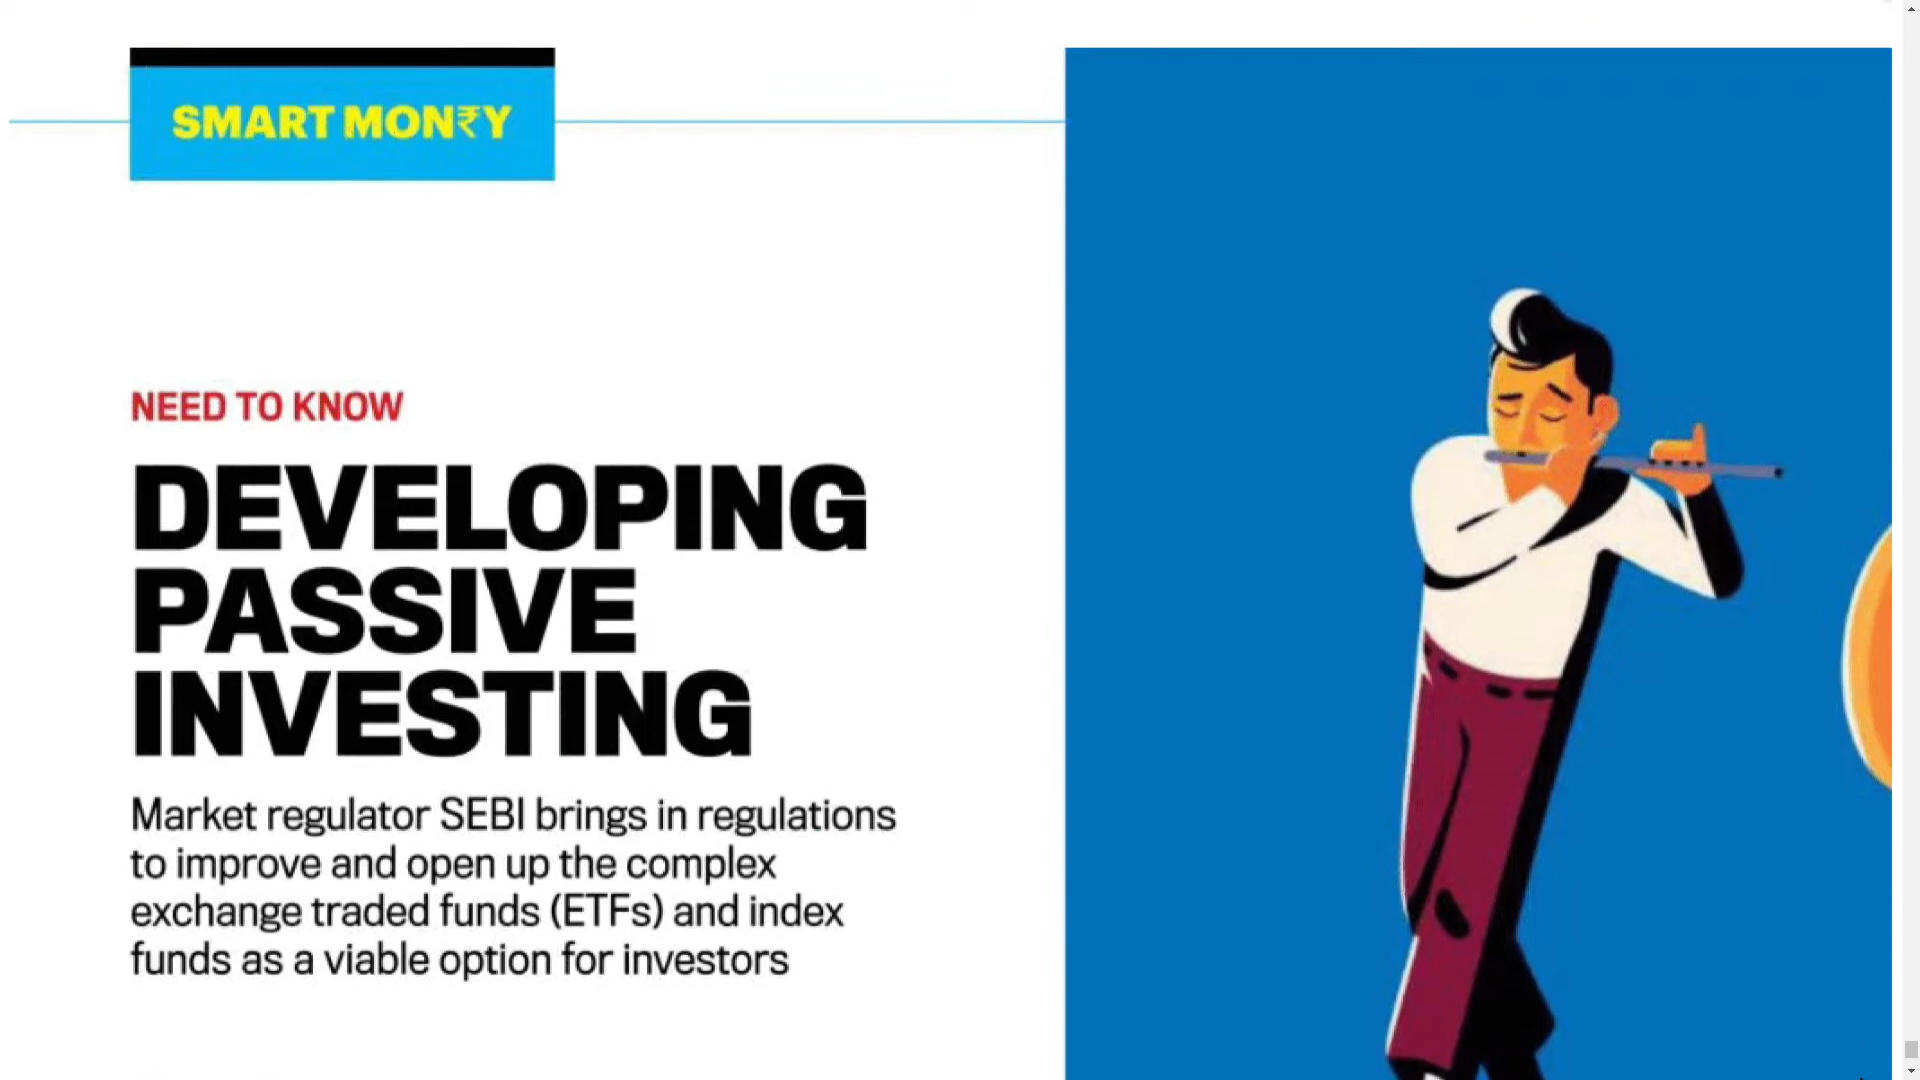 SMART MON₹Y
NEED TO KNOW
DEVELOPING
PASSIVE
INVESTING
Market regulator SEBI brings in regulations
to improve and open up the complex
exchange traded funds (ETFs) and index
funds as a viable option for investors